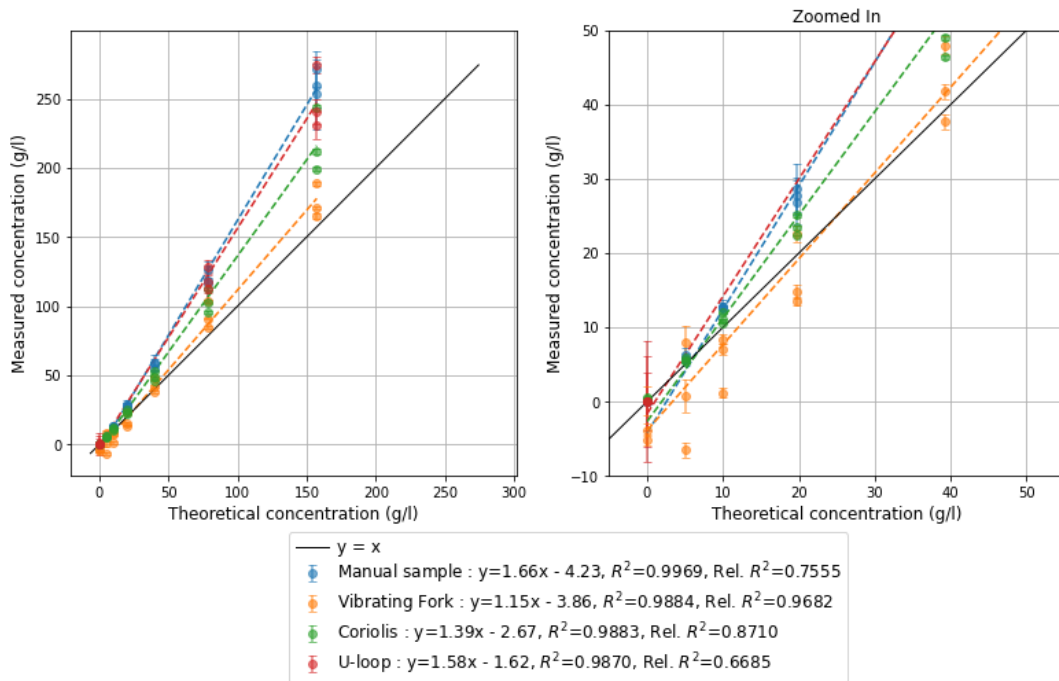 Zoomed In
Measured concentration (g/l)
250
200
150
100
50
0
0 50 100 150 200 250 300
Theoretical concentration (g/l)
Measured concentration (g/l)
50
40
30
20
10
0
−10
0 10 20 30 40 50
Theoretical concentration (g/l)
y = x
Manual sample : y=1.66x - 4.23, R²=0.9969, Rel. R²=0.7555
Vibrating Fork : y=1.15x - 3.86, R²=0.9884, Rel. R²=0.9682
Coriolis : y=1.39x - 2.67, R²=0.9883, Rel. R²=0.8710
U-loop : y=1.58x - 1.62, R²=0.9870, Rel. R²=0.6685